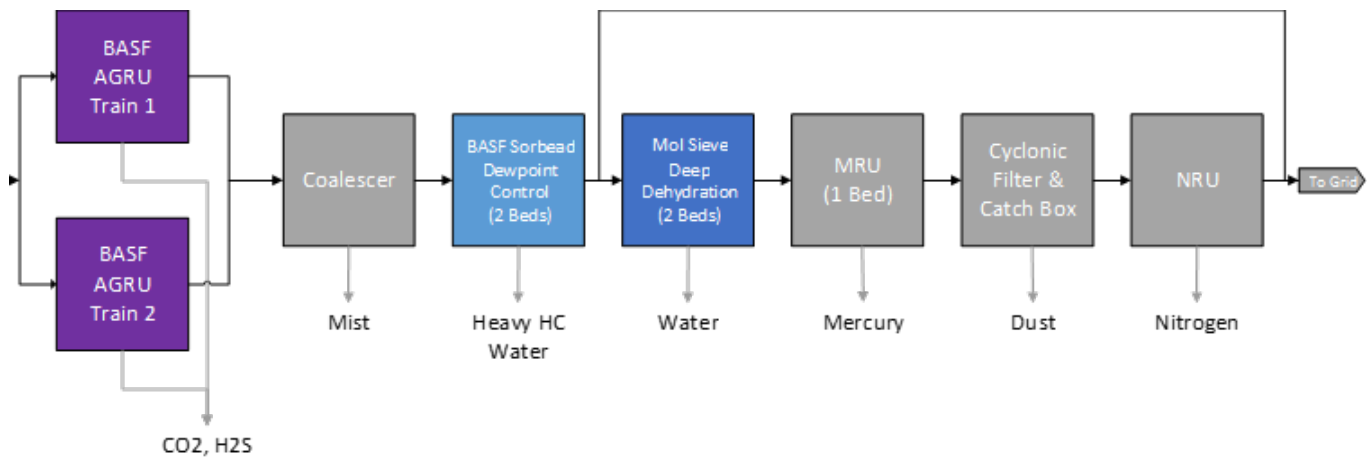 BASF
AGRU
Train 1
BASF
AGRU
Train 2
CO2, H2S
Coalescer
Mist
BASF Sorbead
Dewpoint
Control
(2 Beds)
Heavy HC
Water
Mol Sieve
Deep
Dehydration
(2 Beds)
Water
MRU
(1 Bed)
Mercury
Cyclonic
Filter &
Catch Box
Dust
NRU
Nitrogen
To Grid